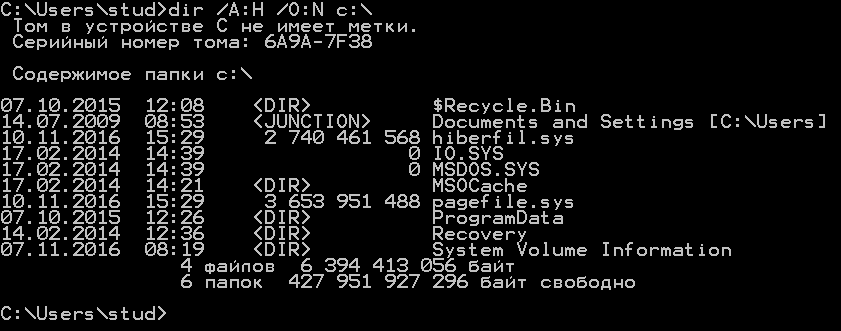 C:\Users\stud>dir /A:H /O:N c:\
 Том в устройстве C не имеет метки.
 Серийный номер тома: 6A9A-7F38

 Содержимое папки c:\

07.10.2015  12:08    <DIR>          $Recycle.Bin
14.07.2009  08:53    <JUNCTION>     Documents and Settings [C:\Users]
10.11.2016  15:29     2 740 461 568 hiberfil.sys
17.02.2014  14:39                 0 IO.SYS
17.02.2014  14:39                 0 MSDOS.SYS
17.02.2014  14:21    <DIR>          MSOCache
10.11.2016  15:29     3 653 951 488 pagefile.sys
07.10.2015  12:26    <DIR>          ProgramData
14.02.2014  12:36    <DIR>          Recovery
07.11.2016  08:19    <DIR>          System Volume Information
               4 файлов  6 394 413 056 байт
               6 папок  427 951 927 296 байт свободно

C:\Users\stud>